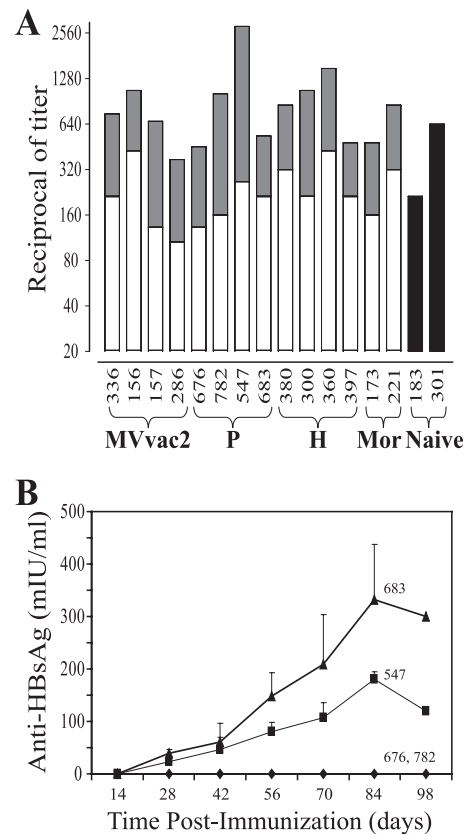 A
Reciprocal of titer
2560
1280
640
320
160
80
40
20
336 156 157 286 676 782 547 683 380 300 360 397 173 221 183 301
MVvac2 P H Mor Naive
B
Anti-HBsAg (mIU/ml)
500
400
300
200
100
0
683
547
676, 782
14 28 42 56 70 84 98
Time Post-Immunization (days)